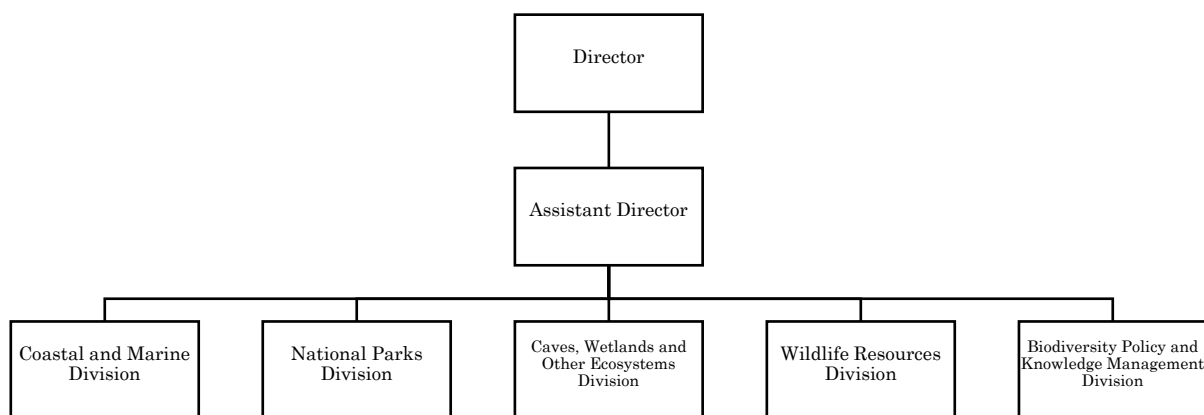 Director
Assistant Director
Coastal and Marine
Division
National Parks
Division
Caves, Wetlands and
Other Ecosystems
Division
Wildlife Resources
Division
Biodiversity Policy and
Knowledge Management
Division